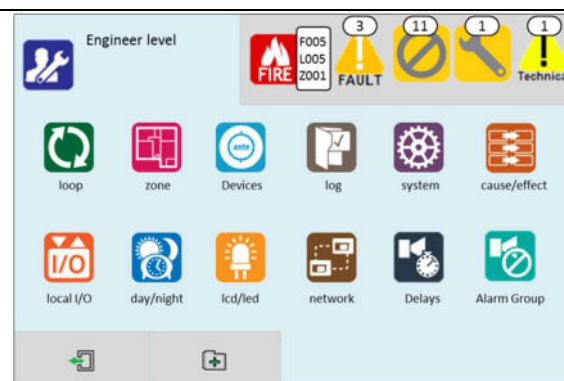 Engineer level
FIRE
F005
L005
Z001
3
FAULT
11
1
1
Technica
loop
zone
Devices
log
system
cause/effect
I/O
local I/O
day/night
lcd/led
network
Delays
Alarm Group